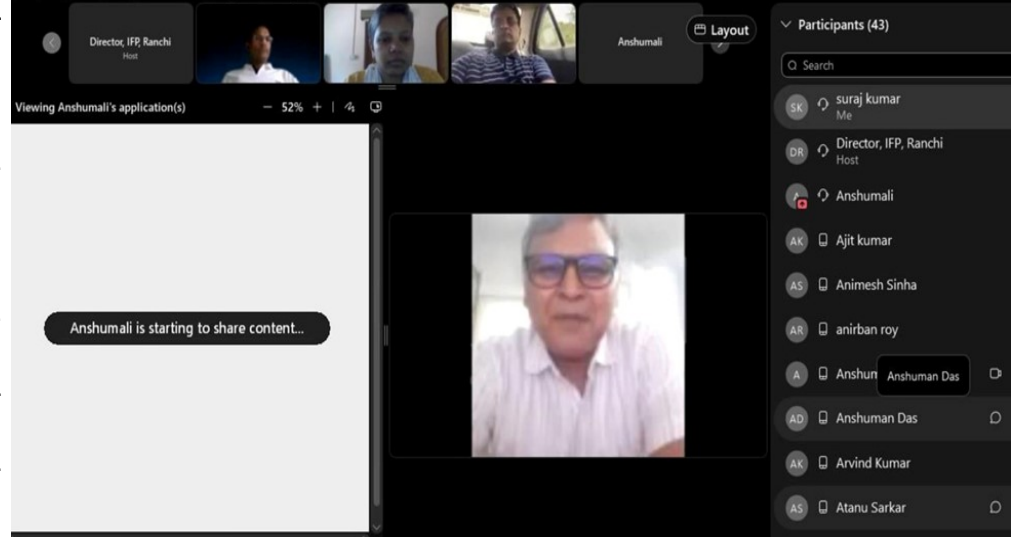 Director, IFP, Ranchi
Host
Anshumali
Layout
Viewing Anshumali's application(s)
— 52% + |
Anshumali is starting to share content...
Participants (43)
Search
SK suraj kumar
Me
DR Director, IFP, Ranchi
Host
A Anshumali
AK Ajit kumar
AS Animesh Sinha
AR anirban roy
A Anshum
Anshuman Das
AD Anshuman Das
AK Arvind Kumar
AS Atanu Sarkar